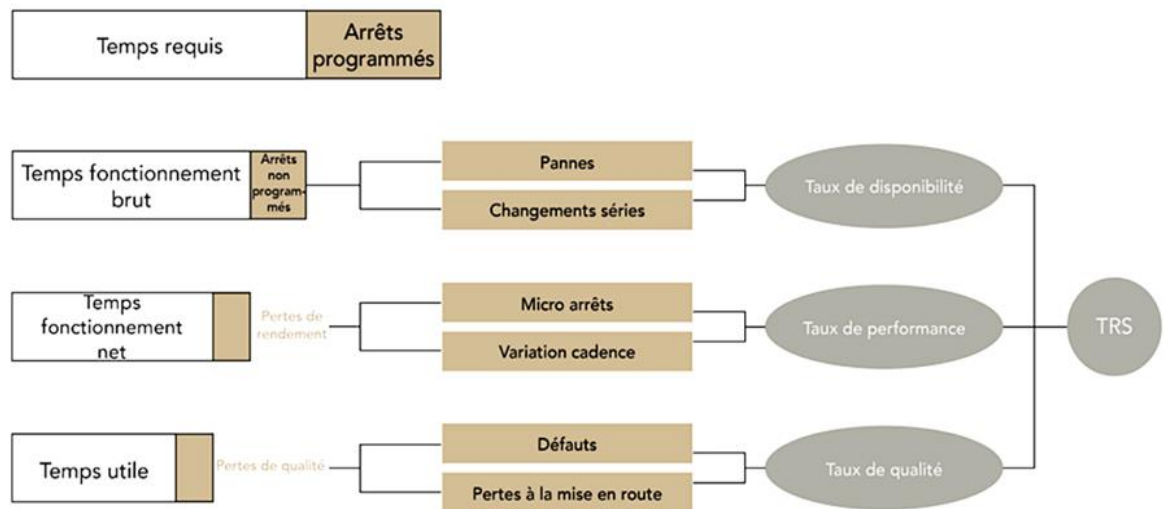 Temps requis
Arrêts
programmés
Temps fonctionnement
brut
Arrêts
non
program-
més
Pannes
Changements séries
Taux de disponibilité
Temps
fonctionnement
net
Pertes de
rendement
Micro arrêts
Variation cadence
Taux de performance
TRS
Temps utile
Pertes de qualité
Défauts
Pertes à la mise en route
Taux de qualité